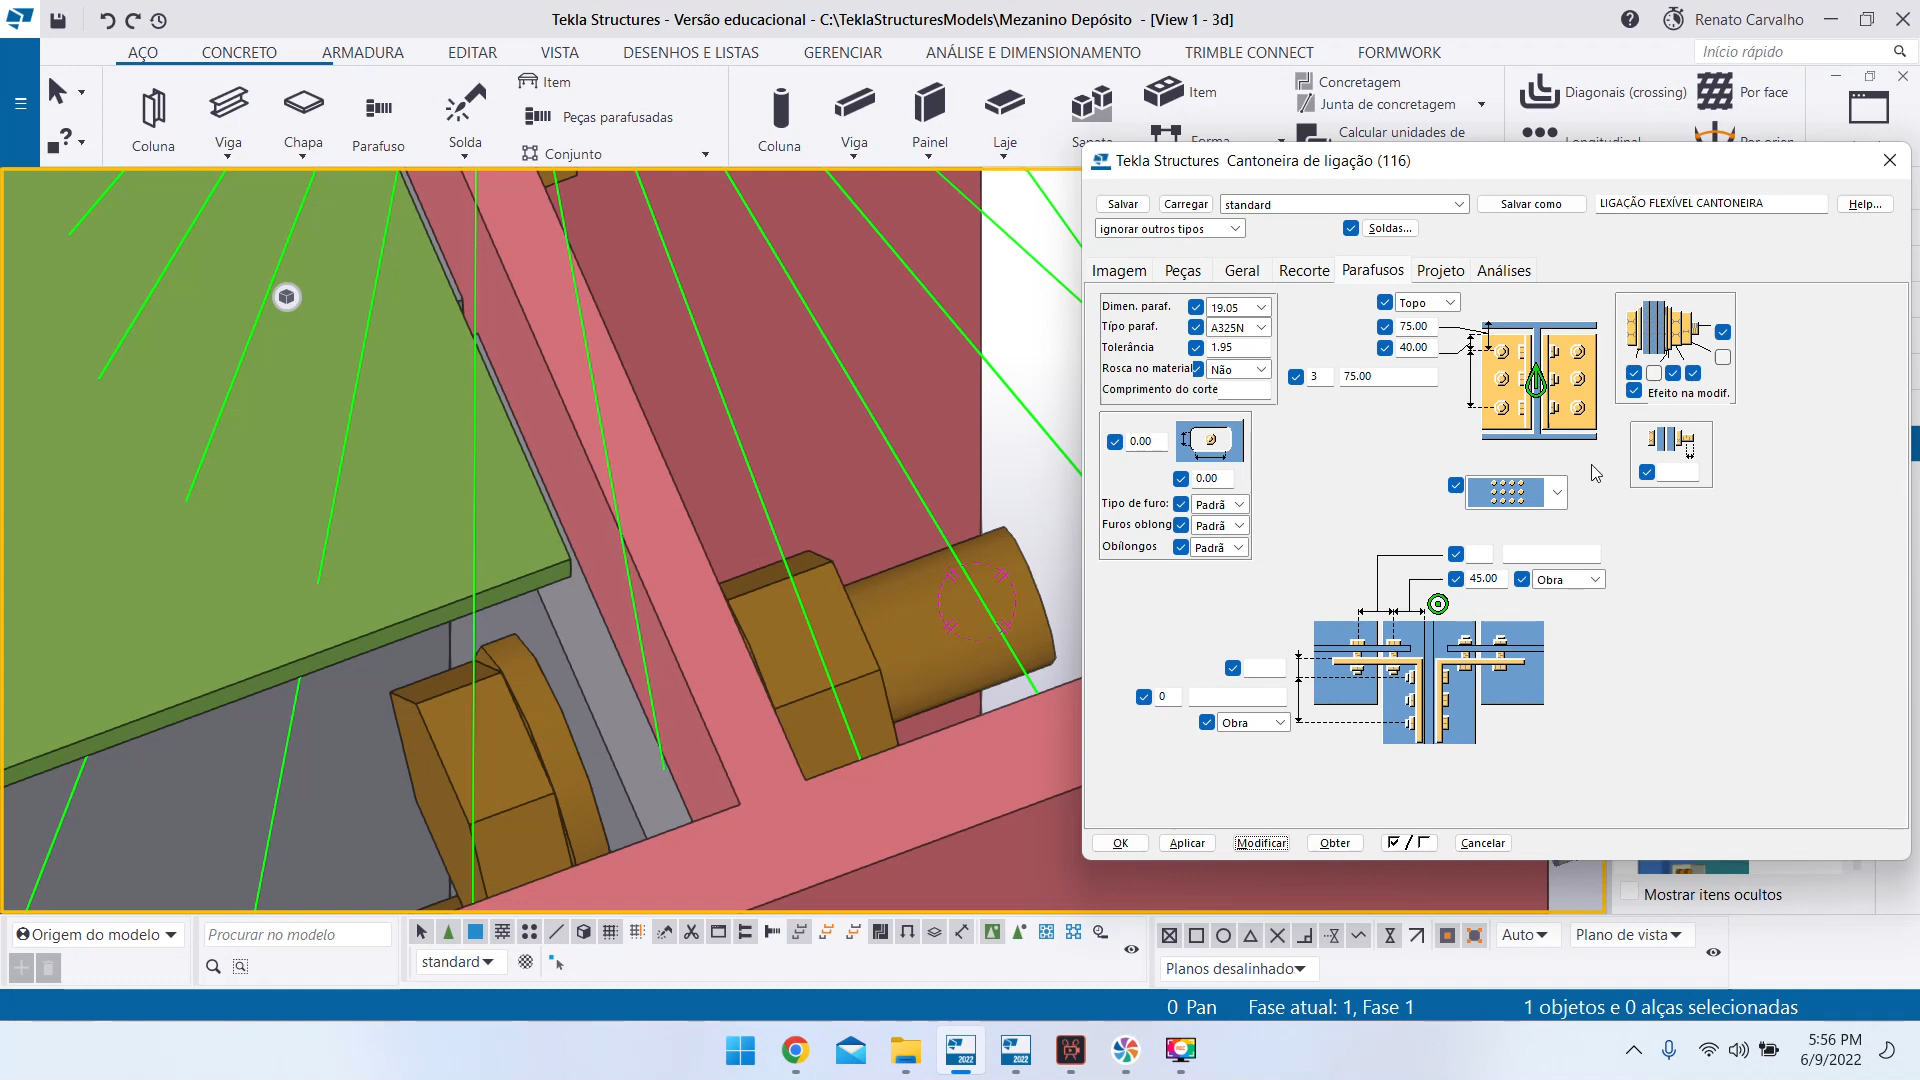 Tekla Structures - Versão educacional - C:\TeklaStructuresModels\Mezanino Depósito - [View 1 - 3d]
Renato Carvalho
AÇO
CONCRETO
ARMADURA
EDITAR
VISTA
DESENHOS E LISTAS
GERENCIAR
ANÁLISE E DIMENSIONAMENTO
TRIMBLE CONNECT
FORMWORK
Início rápido
Coluna
Viga
Chapa
Parafuso
Solda
Item
Peças parafusadas
Conjunto
Coluna
Viga
Painel
Laje
Item
Concretagem
Junta de concretagem
Calcular unidades de
Diagonais (crossing)
Por face
Tekla Structures Cantoneira de ligação (116)
Salvar
Carregar
standard
Salvar como
LIGAÇÃO FLEXÍVEL CANTONEIRA
Help...
ignorar outros tipos
Soldas...
Imagem
Peças
Geral
Recorte
Parafusos
Projeto
Análises
Dimen. paraf. 19.05
Típo paraf. A325N
Tolerância 1.95
Rosca no material Não
Comprimento do corte
Topo
75.00
40.00
3 75.00
Efeito na modif.
0.00
0.00
Tipo de furo: Padrã
Furos oblong Padrã
Obílongos Padrã
45.00 Obra
0
Obra
OK
Aplicar
Modificar
Obter
/
Cancelar
Mostrar itens ocultos
Origem do modelo
Procurar no modelo
standard
Auto
Plano de vista
Planos desalinhado
0 Pan
Fase atual: 1, Fase 1
1 objetos e 0 alças selecionadas
2022
2022
5:56 PM
6/9/2022